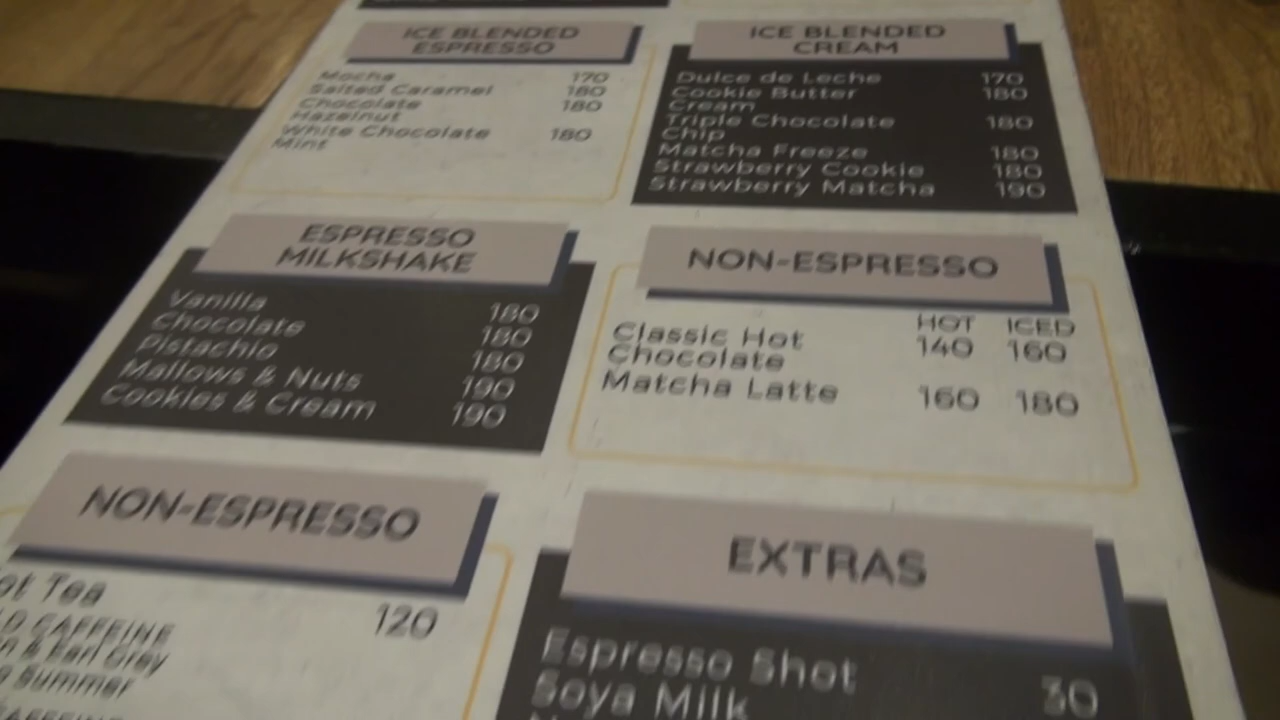 ICE BLENDED
ESPRESSO
Mocha 170
Salted Caramel 180
Chocolate 180
Hazelnut
White Chocolate 180
Mint
ICE BLENDED
CREAM
Dulce de Leche 170
Cookie Butter 180
Cream
Triple Chocolate 180
Chip
Matcha Freeze 180
Strawberry Cookie 180
Strawberry Matcha 190
ESPRESSO
MILKSHAKE
Vanilla 180
Chocolate 180
Pistachio 180
Mallows & Nuts 190
Cookies & Cream 190
NON-ESPRESSO
HOT ICED
Classic Hot 140 160
Chocolate
Matcha Latte 160 180
NON-ESPRESSO
ot Tea 120
CAFFEINE
& Earl Grey
Summer
EXTRAS
Espresso Shot 30
Soya Milk